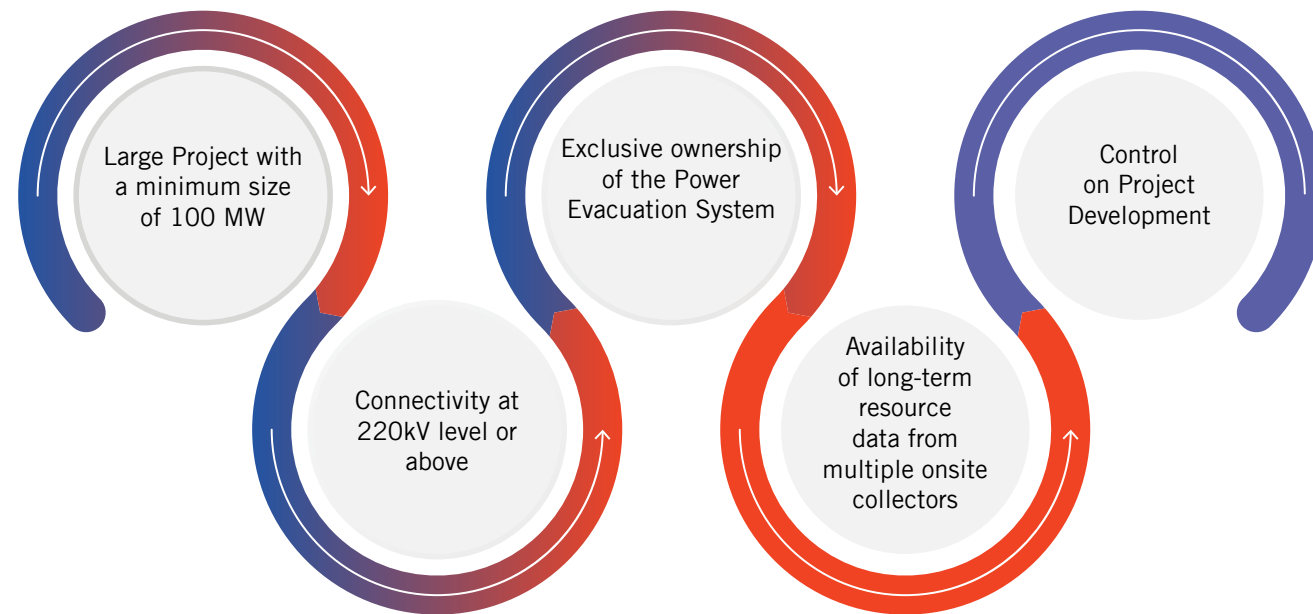 Large Project with
a minimum size
of 100 MW
Connectivity at
220kV level or
above
Exclusive ownership
of the Power
Evacuation System
Availability
of long-term
resource
data from
multiple onsite
collectors
Control
on Project
Development